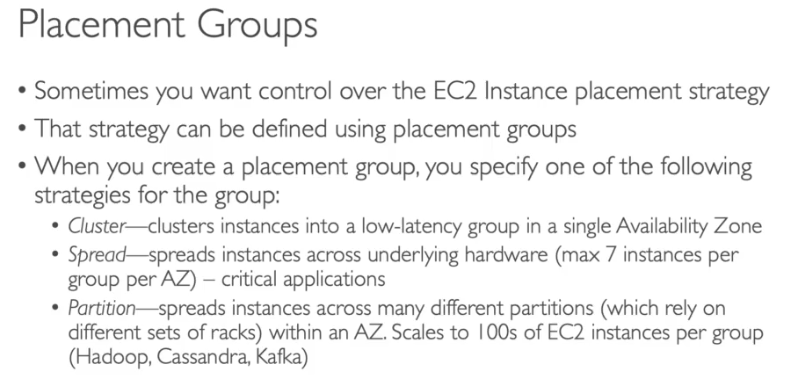 Placement Groups
• Sometimes you want control over the EC2 Instance placement strategy
• That strategy can be defined using placement groups
• When you create a placement group, you specify one of the following
strategies for the group:
• Cluster—clusters instances into a low-latency group in a single Availability Zone
• Spread—spreads instances across underlying hardware (max 7 instances per
group per AZ) – critical applications
• Partition—spreads instances across many different partitions (which rely on
different sets of racks) within an AZ. Scales to 100s of EC2 instances per group
(Hadoop, Cassandra, Kafka)